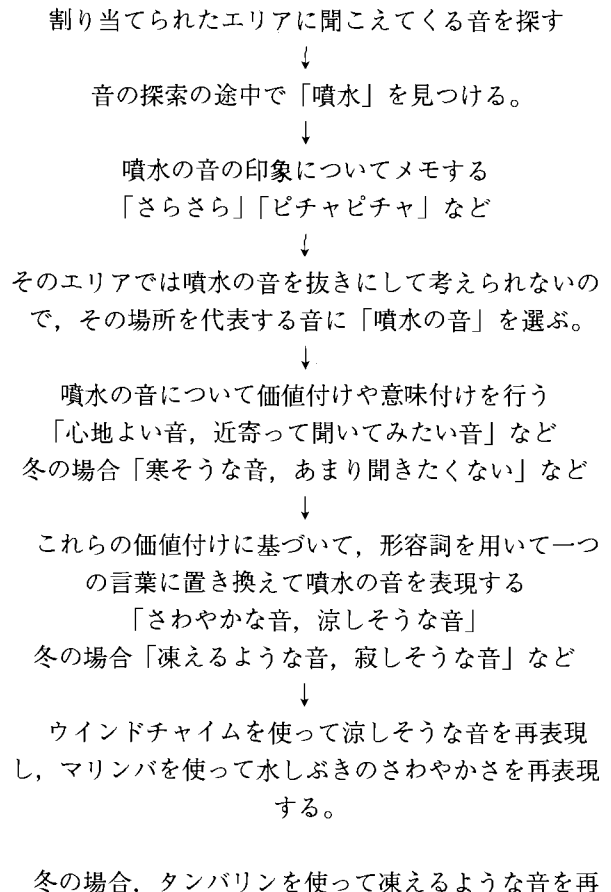 割り当てられたエリアに聞こえてくる音を探す
↓
音の探索の途中で「噴水」を見つける。
↓
噴水の音の印象についてメモする
「さらさら」「ピチャピチャ」など
↓
そのエリアでは噴水の音を抜きにして考えられないの
で，その場所を代表する音に「噴水の音」を選ぶ。
↓
噴水の音について価値付けや意味付けを行う
「心地よい音，近寄って聞いてみたい音」など
冬の場合「寒そうな音，あまり聞きたくない」など
↓
これらの価値付けに基づいて，形容詞を用いて一つ
の言葉に置き換えて噴水の音を表現する
「さわやかな音，涼しそうな音」
冬の場合「凍えるような音，寂しそうな音」など
↓
ウインドチャイムを使って涼しそうな音を再表現
し，マリンバを使って水しぶきのさわやかさを再表現
する。
冬の場合，タンバリンを使って凍えるような音を再